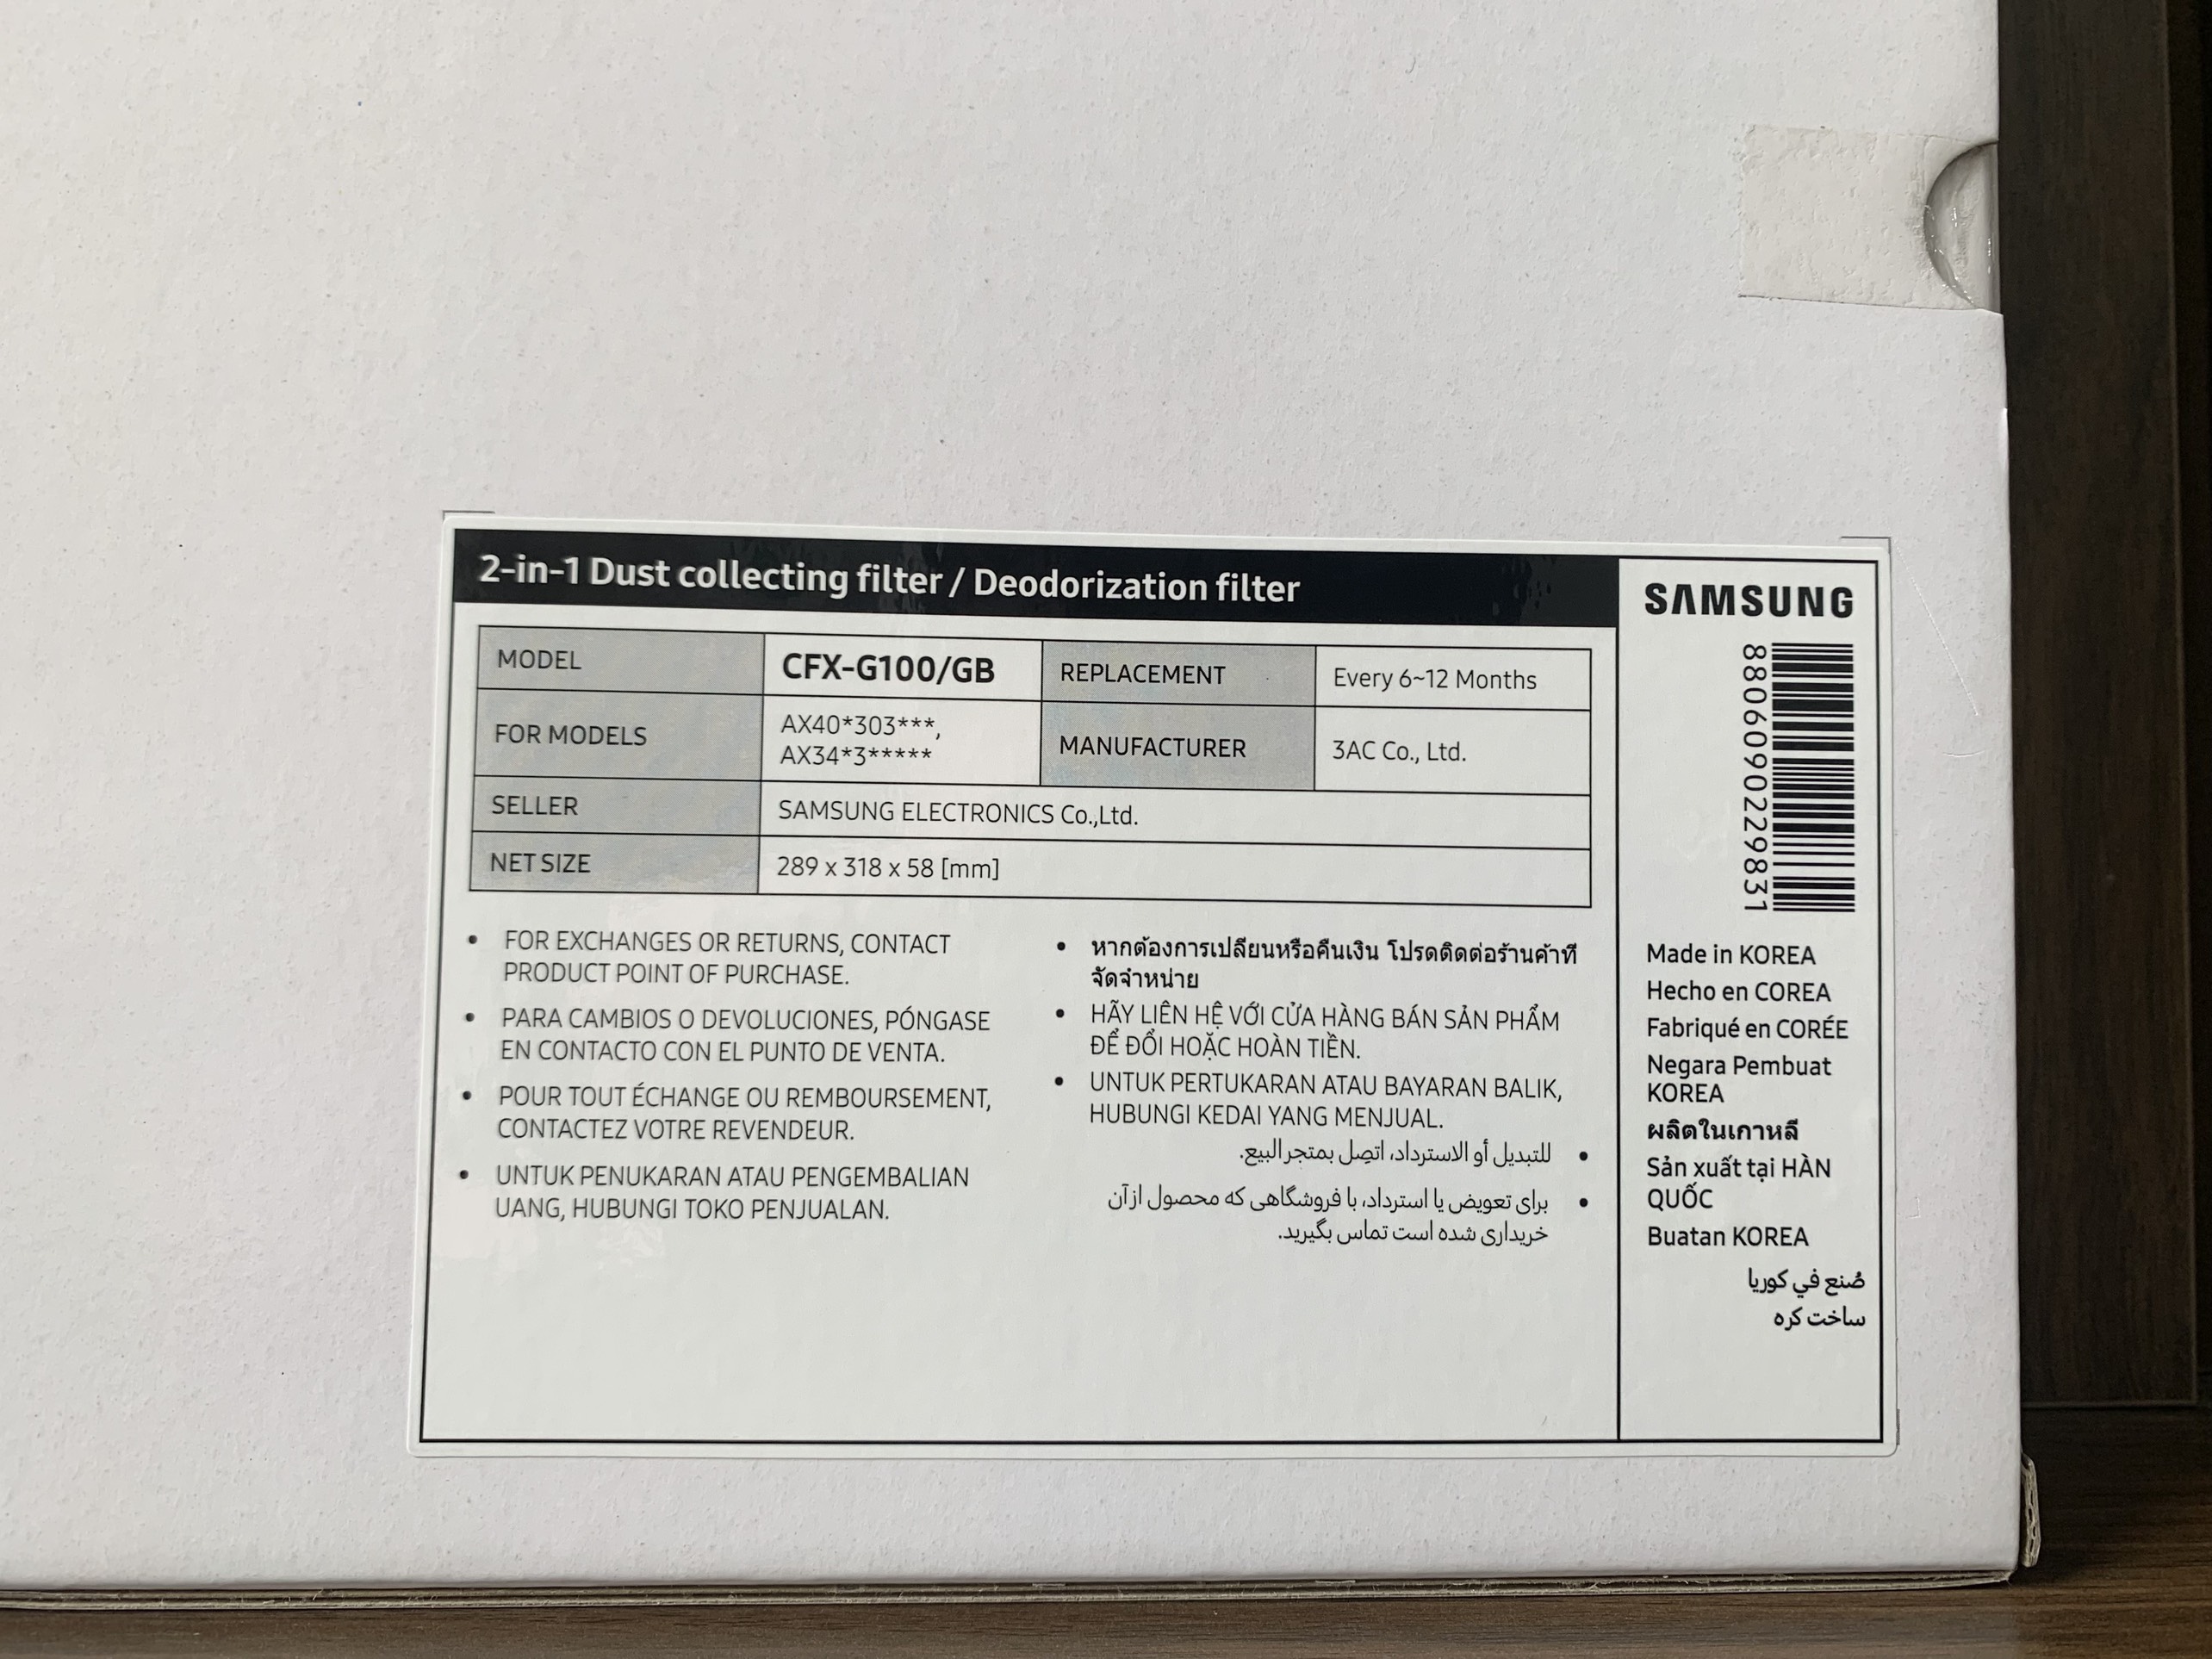 2-in-1 Dust collecting filter / Deodorization filter
MODEL
CFX-G100/GB
REPLACEMENT
Every 6~12 Months
FOR MODELS
AX40*303***,
AX34*3*****
MANUFACTURER
3AC Co., Ltd.
SELLER
SAMSUNG ELECTRONICS Co.,Ltd.
NET SIZE
289 x 318 x 58 [mm]
• FOR EXCHANGES OR RETURNS, CONTACT
PRODUCT POINT OF PURCHASE.
• PARA CAMBIOS O DEVOLUCIONES, PÓNGASE
EN CONTACTO CON EL PUNTO DE VENTA.
• POUR TOUT ÉCHANGE OU REMBOURSEMENT,
CONTACTEZ VOTRE REVENDEUR.
• UNTUK PENUKARAN ATAU PENGEMBALIAN
UANG, HUBUNGI TOKO PENJUALAN.
• หากต้องการเปลี่ยนหรือคืนเงิน โปรดติดต่อร้านค้าที่
จัดจำหน่าย
• HÃY LIÊN HỆ VỚI CỬA HÀNG BÁN SẢN PHẨM
ĐỂ ĐỔI HOẶC HOÀN TIỀN.
• UNTUK PERTUKARAN ATAU BAYARAN BALIK,
HUBUNGI KEDAI YANG MENJUAL.
• للتبديل أو الاسترداد، اتصِل بمتجر البيع.
• برای تعویض یا استرداد، با فروشگاهی که محصول از آن
خریداری شده است تماس بگیرید.
SAMSUNG
8806090229831
Made in KOREA
Hecho en COREA
Fabriqué en CORÉE
Negara Pembuat
KOREA
ผลิตในเกาหลี
Sản xuất tại HÀN
QUỐC
Buatan KOREA
صُنع في كوريا
ساخت کره